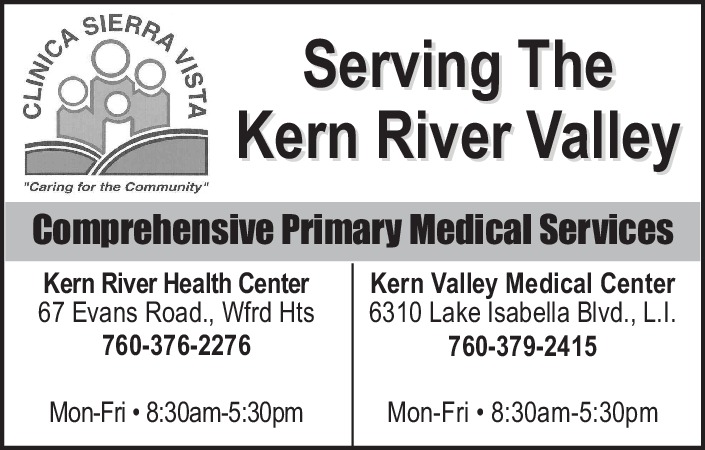 CLINICA SIERRA VISTA
"Caring for the Community"
Serving The
Kern River Valley
Comprehensive Primary Medical Services
Kern River Health Center
67 Evans Road., Wfrd Hts
760-376-2276
Mon-Fri • 8:30am-5:30pm
Kern Valley Medical Center
6310 Lake Isabella Blvd., L.I.
760-379-2415
Mon-Fri • 8:30am-5:30pm